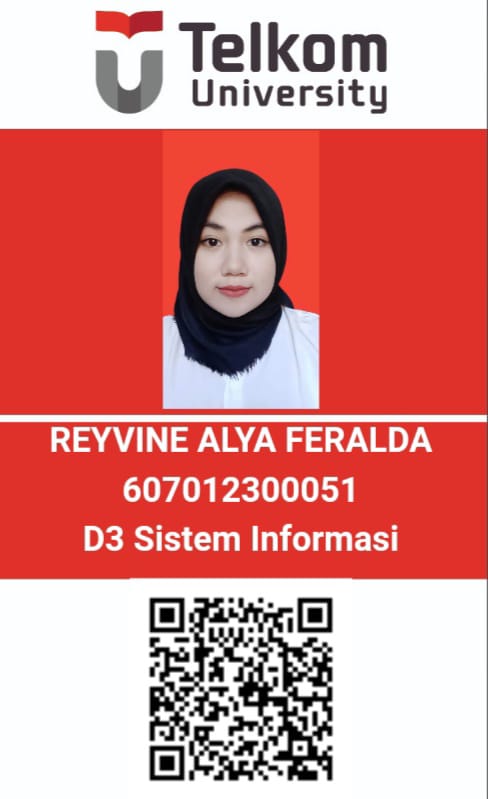 Telkom
University
REYVINE ALYA FERALDA
607012300051
D3 Sistem Informasi